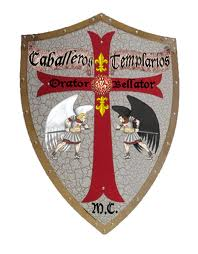 Caballeros Templarios
Orator Bellator
M.C.